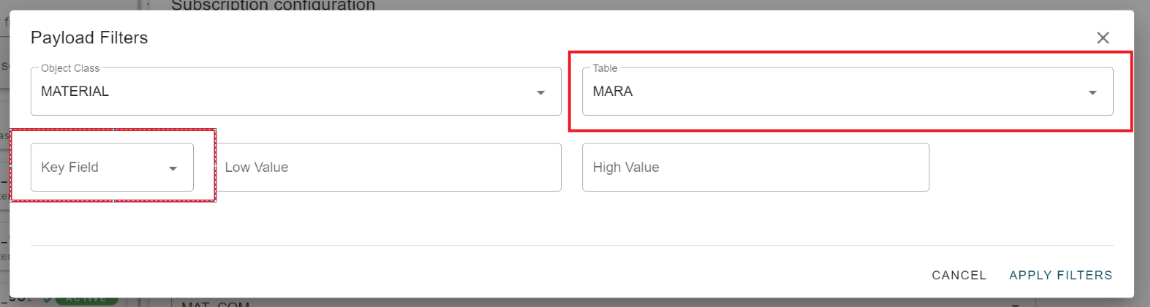 Subscription configuration
Payload Filters
Object Class
MATERIAL
Table
MARA
Key Field
Low Value
High Value
CANCEL
APPLY FILTERS
ACTIVE
MAT_COM